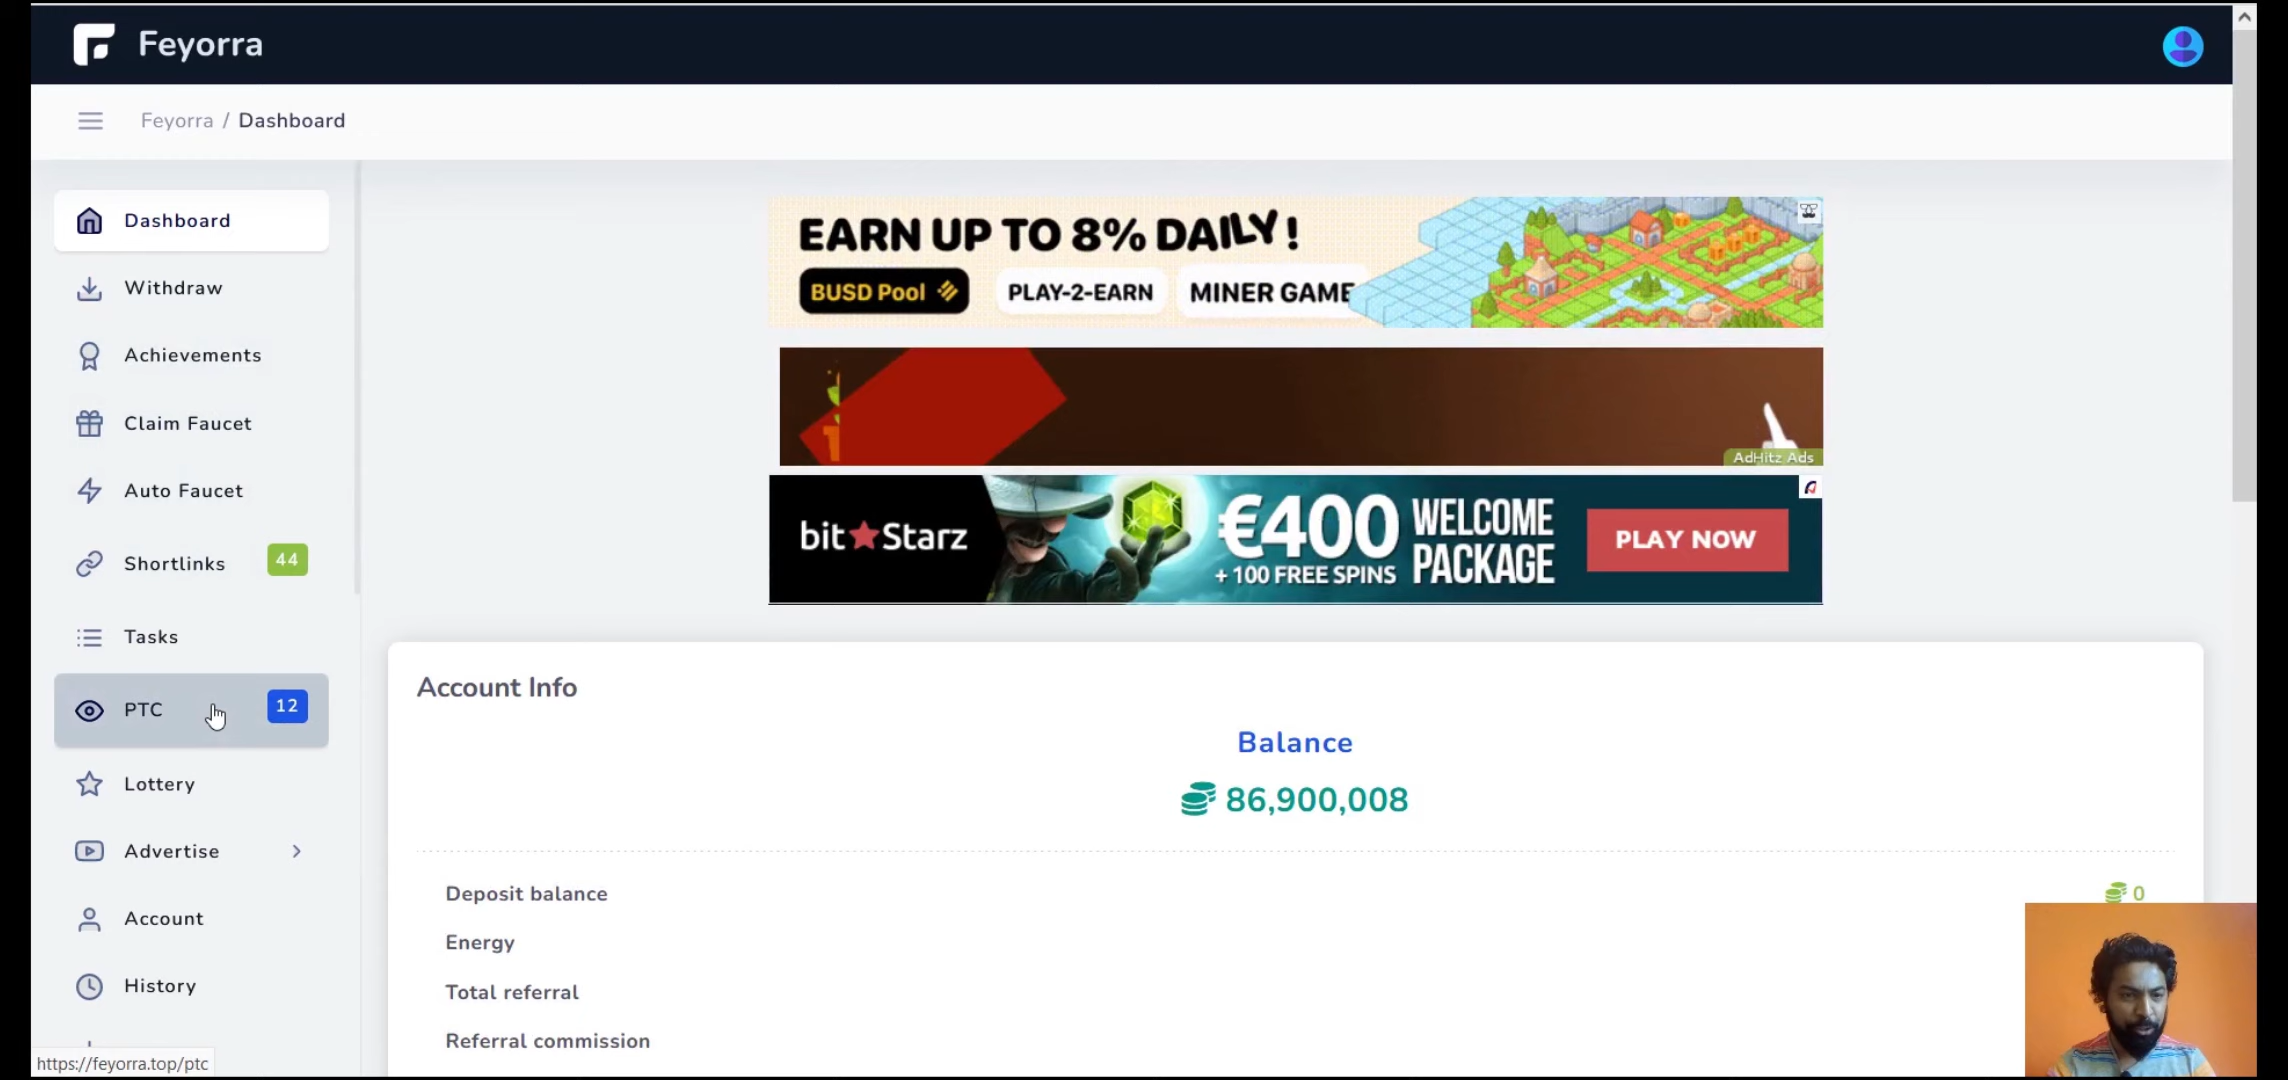 Feyorra
Feyorra / Dashboard
Dashboard
Withdraw
Achievements
Claim Faucet
Auto Faucet
Shortlinks 44
Tasks
PTC 12
Lottery
Advertise
Account
History
https://feyorra.top/ptc
EARN UP TO 8% DAILY!
BUSD Pool PLAY-2-EARN MINER GAME
AdHitz Ads
bit Starz €400 WELCOME PACKAGE PLAY NOW
+ 100 FREE SPINS
Account Info
Balance
86,900,008
Deposit balance 0
Energy
Total referral
Referral commission